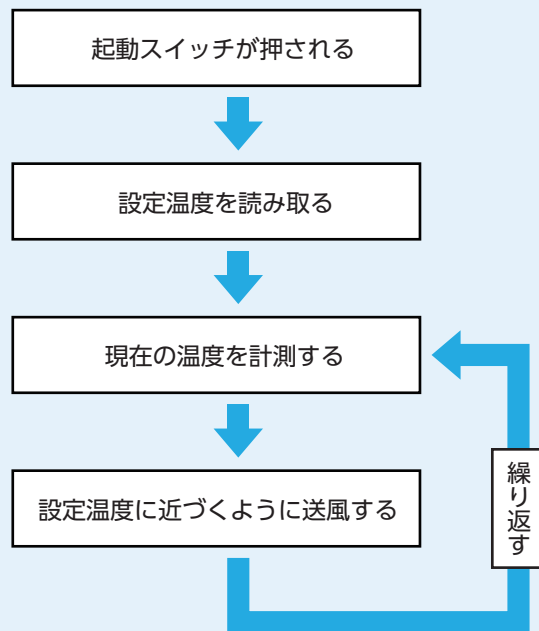 起動スイッチが押される
設定温度を読み取る
現在の温度を計測する
設定温度に近づくように送風する
繰り返す